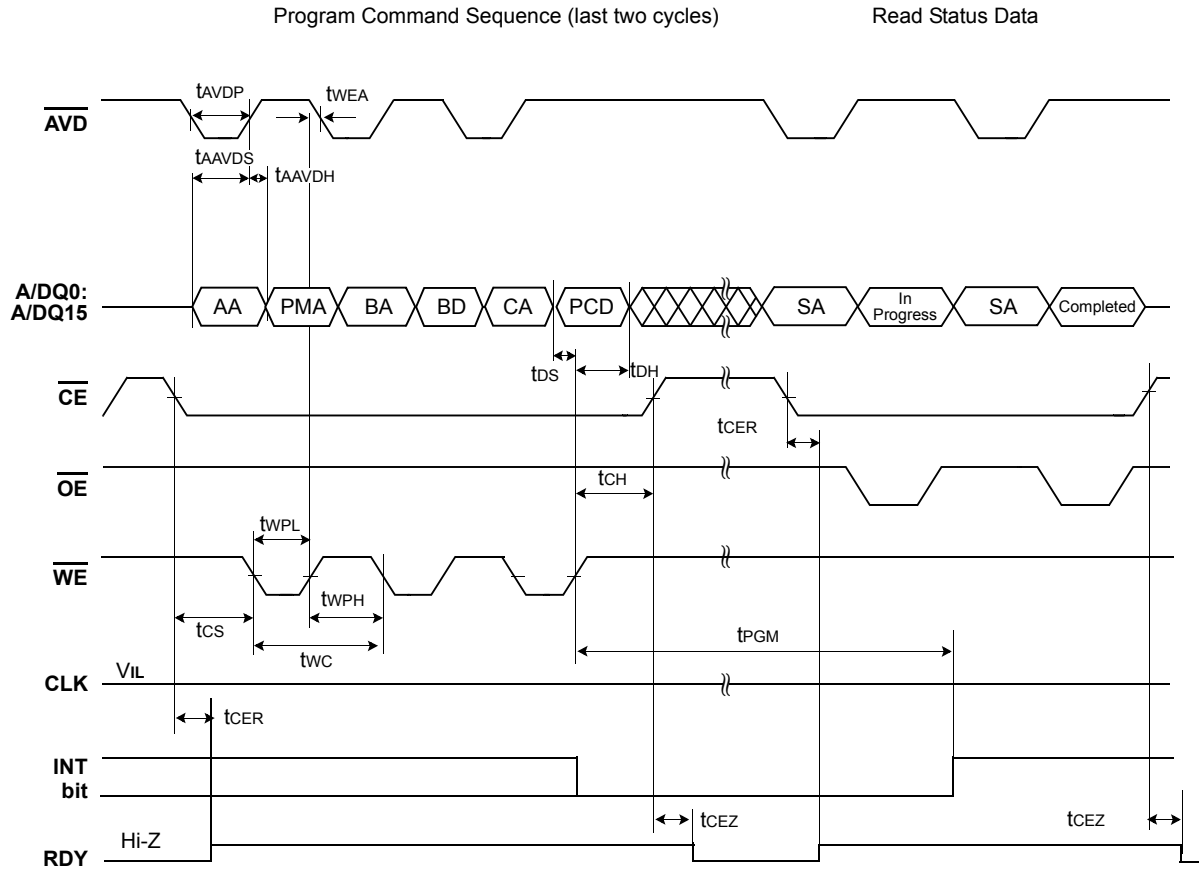 Program Command Sequence (last two cycles) Read Status Data
tAVDP tWEA
AVD
tAAVDS
tAAVDH
A/DQ0:
A/DQ15
AA PMA BA BD CA PCD SA In Progress SA Completed
tDS tDH
CE
tCER
OE
tCH
tWPL
WE
tWPH
tCS
tPGM
tWC
CLK VIL
tCER
INT
bit
tCEZ tCEZ
RDY Hi-Z